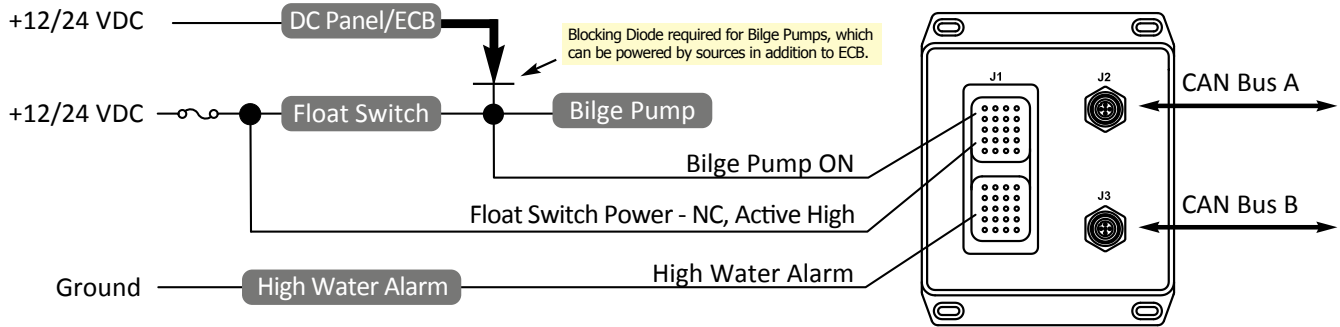 +12/24 VDC
DC Panel/ECB
Blocking Diode required for Bilge Pumps, which
can be powered by sources in addition to ECB.
+12/24 VDC
Float Switch
Bilge Pump
Bilge Pump ON
Float Switch Power - NC, Active High
Ground
High Water Alarm
High Water Alarm
J1
J2
CAN Bus A
J3
CAN Bus B